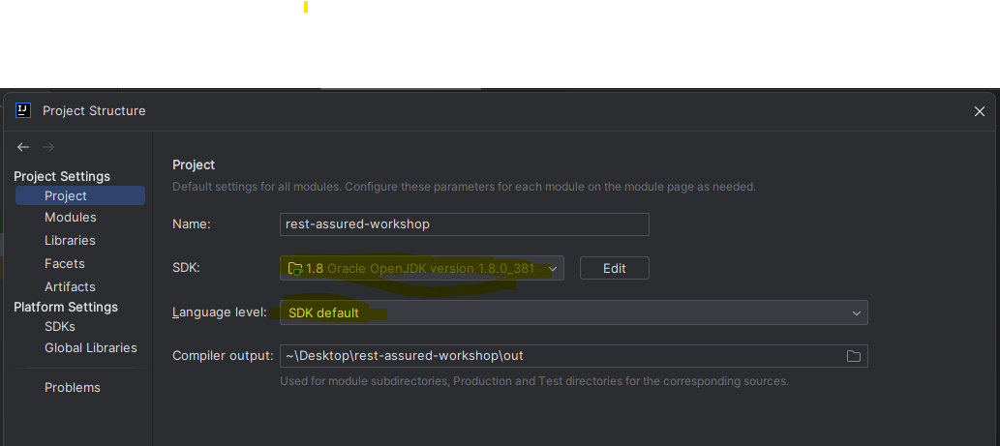 IJ
Project Structure
Project Settings
Project
Modules
Libraries
Facets
Artifacts
Platform Settings
SDKs
Global Libraries
Problems
Project
Default settings for all modules. Configure these parameters for each module on the module page as needed.
Name: rest-assured-workshop
SDK: 1.8 Oracle OpenJDK version 1.8.0_381 Edit
Language level: SDK default
Compiler output: ~\Desktop\rest-assured-workshop\out
Used for module subdirectories, Production and Test directories for the corresponding sources.